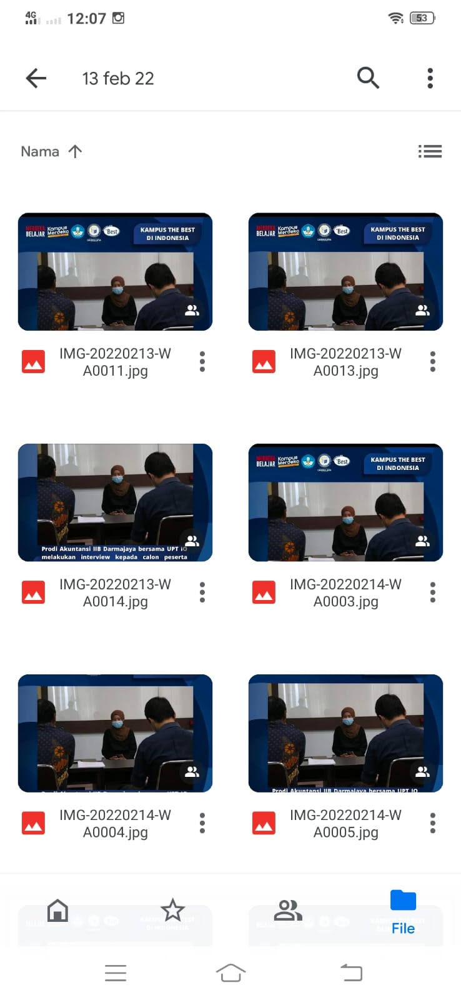 4G 12:07 53
13 feb 22
Nama
MERDEKA BELAJAR Kampus Merdeka Best
KAMPUS THE BEST
DI INDONESIA
MERDEKA BELAJAR Kampus Merdeka Best
KAMPUS THE BEST
DI INDONESIA
IMG-20220213-W
A0011.jpg
IMG-20220213-W
A0013.jpg
Prodi Akuntansi IIB Darmajaya bersama UPT IO
melakukan interview kepada calon peserta
MERDEKA BELAJAR Kampus Merdeka Best
KAMPUS THE BEST
DI INDONESIA
IMG-20220213-W
A0014.jpg
IMG-20220214-W
A0003.jpg
Prodi Akuntansi IIB Darmajaya bersama UPT IO
IMG-20220214-W
A0004.jpg
IMG-20220214-W
A0005.jpg
File